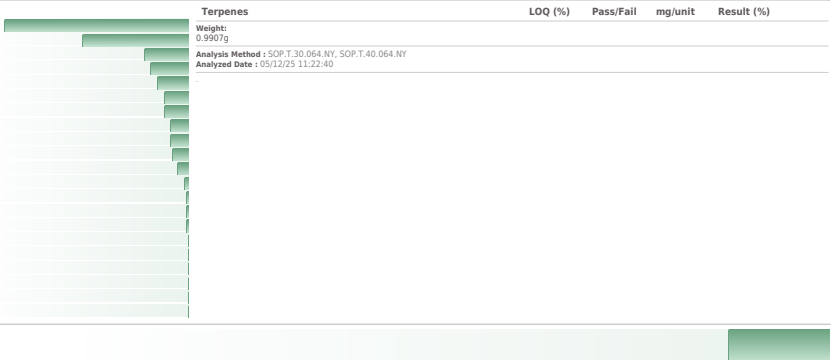 Terpenes LOQ (%) Pass/Fail mg/unit Result (%)
Weight:
0.9907g
Analysis Method : SOP.T.30.064.NY, SOP.T.40.064.NY
Analyzed Date : 05/12/25 11:22:40
.